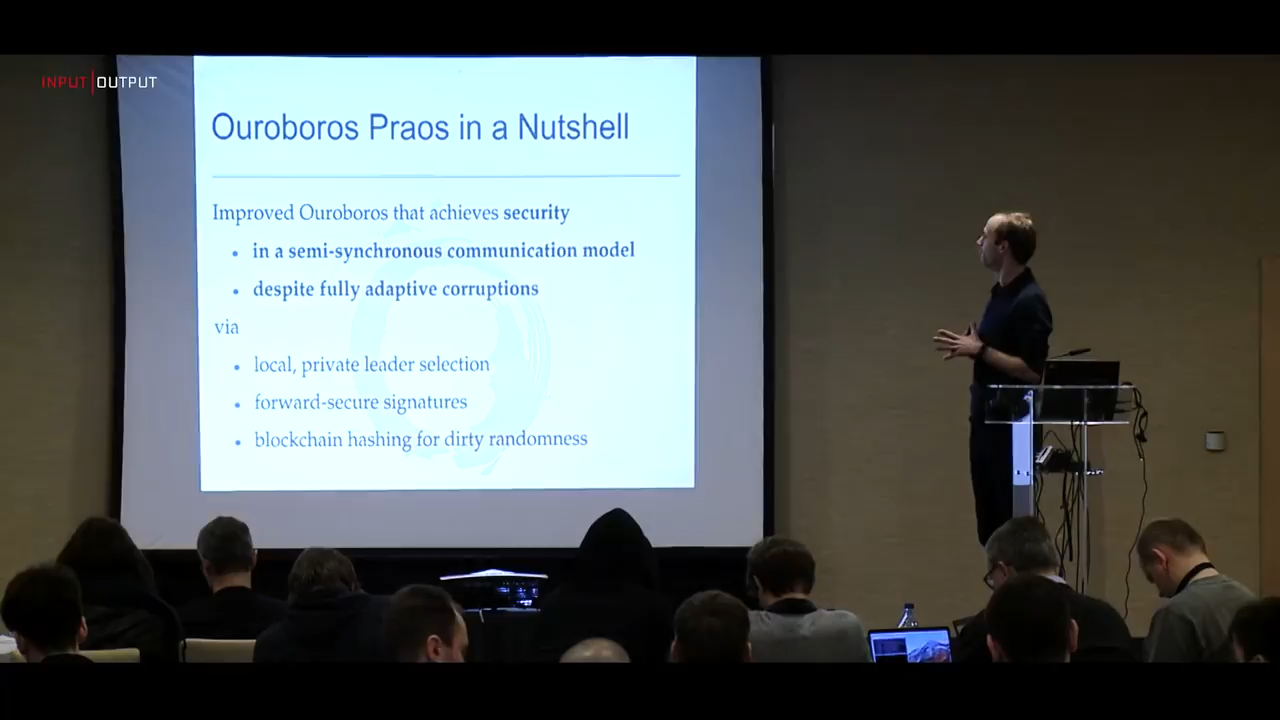 INPUT|OUTPUT
Ouroboros Praos in a Nutshell
Improved Ouroboros that achieves security
• in a semi-synchronous communication model
• despite fully adaptive corruptions
via
• local, private leader selection
• forward-secure signatures
• blockchain hashing for dirty randomness